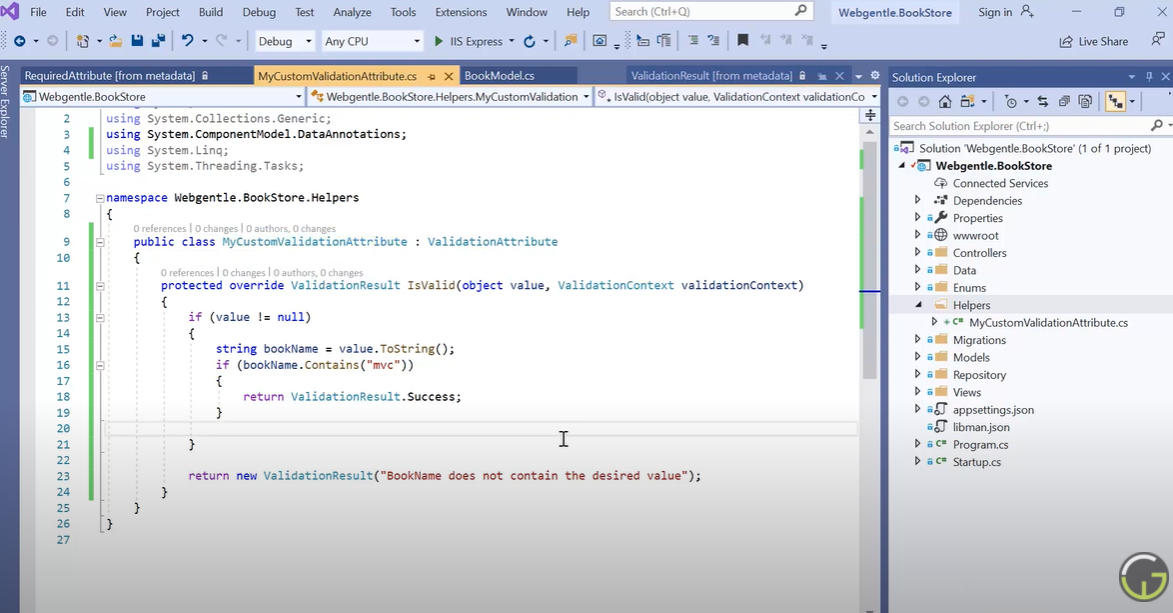 File Edit View Project Build Debug Test Analyze Tools Extensions Window Help Search (Ctrl+Q) Webgentle.BookStore Sign in
Debug Any CPU IIS Express Live Share
Server Explorer
RequiredAttribute [from metadata] MyCustomValidationAttribute.cs BookModel.cs ValidationResult [from metadata]
Webgentle.BookStore Webgentle.BookStore.Helpers.MyCustomValidation IsValid(object value, ValidationContext validationCo
2 using System.Collections.Generic;
3 using System.ComponentModel.DataAnnotations;
4 using System.Linq;
5 using System.Threading.Tasks;
6
7 namespace Webgentle.BookStore.Helpers
8 {
0 references | 0 changes | 0 authors, 0 changes
9 public class MyCustomValidationAttribute : ValidationAttribute
10 {
0 references | 0 changes | 0 authors, 0 changes
11 protected override ValidationResult IsValid(object value, ValidationContext validationContext)
12 {
13 if (value != null)
14 {
15 string bookName = value.ToString();
16 if (bookName.Contains("mvc"))
17 {
18 return ValidationResult.Success;
19 }
20
21 }
22
23 return new ValidationResult("BookName does not contain the desired value");
24 }
25 }
26 }
27
Solution Explorer
Search Solution Explorer (Ctrl+;)
Solution 'Webgentle.BookStore' (1 of 1 project)
Webgentle.BookStore
Connected Services
Dependencies
Properties
wwwroot
Controllers
Data
Enums
Helpers
C# MyCustomValidationAttribute.cs
Migrations
Models
Repository
Views
appsettings.json
libman.json
C# Program.cs
C# Startup.cs